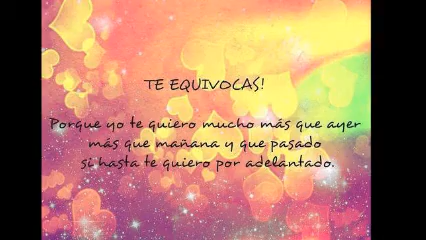 TE EQUIVOCAS!
Porque yo te quiero mucho más que ayer
más que mañana y que pasado
si hasta te quiero por adelantado.